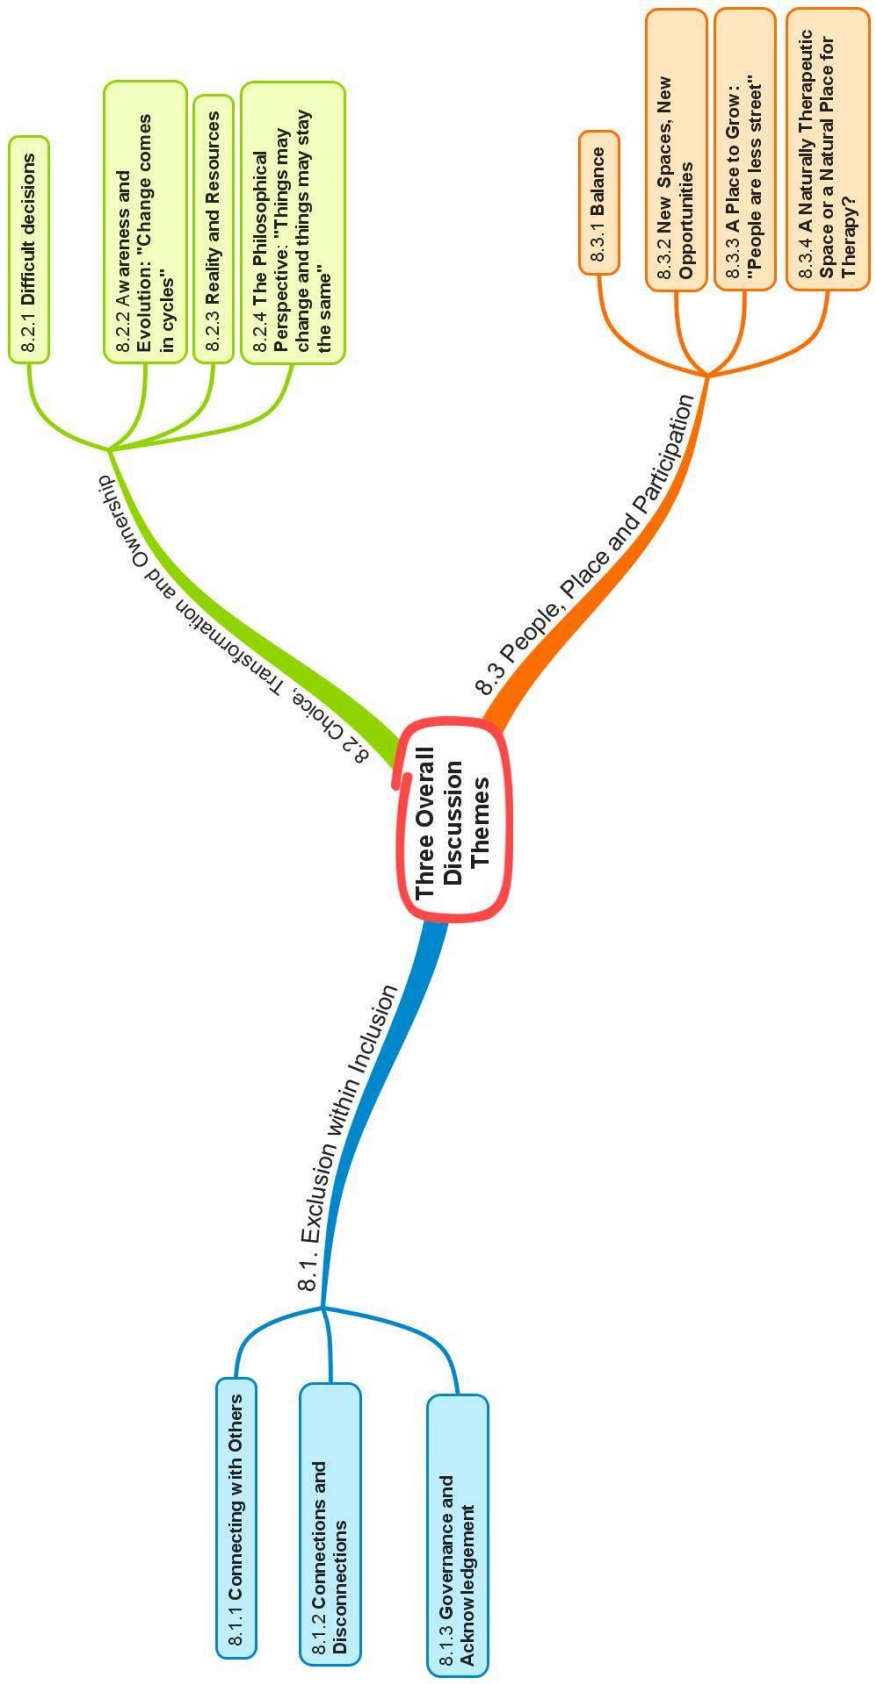 Three Overall
Discussion
Themes
8.1. Exclusion within Inclusion
8.1.1 Connecting with Others
8.1.2 Connections and
Disconnections
8.1.3 Governance and
Acknowledgement
8.2 Choice, Transformation and Ownership
8.2.1 Difficult decisions
8.2.2 Awareness and
Evolution: "Change comes
in cycles"
8.2.3 Reality and Resources
8.2.4 The Philosophical
Perspective: "Things may
change and things may stay
the same"
8.3 People, Place and Participation
8.3.1 Balance
8.3.2 New Spaces, New
Opportunities
8.3.3 A Place to Grow:
"People are less street"
8.3.4 A Naturally Therapeutic
Space or a Natural Place for
Therapy?